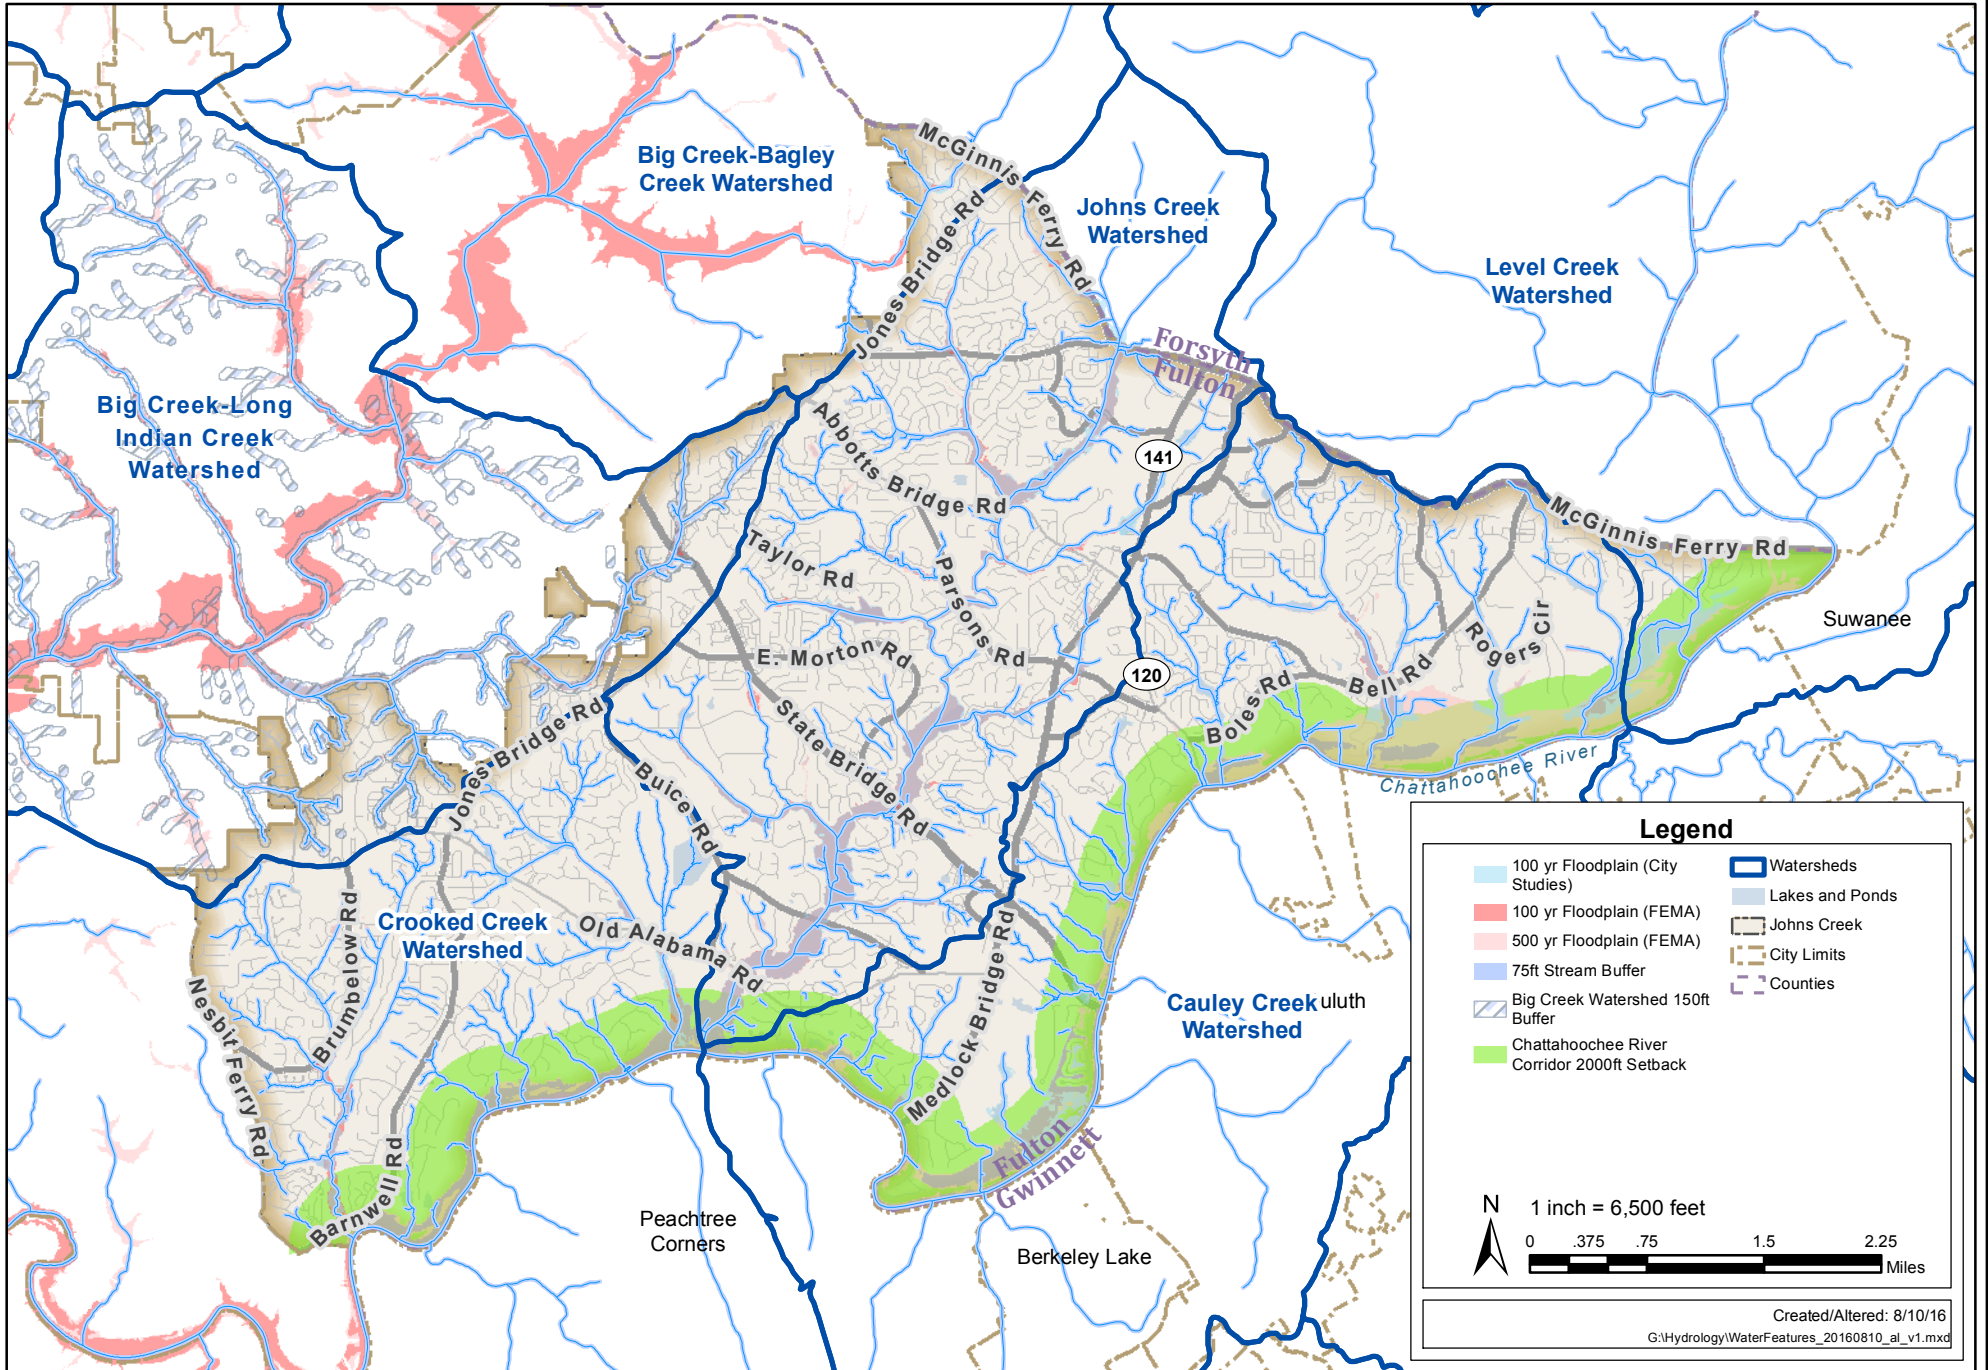 Big Creek-Bagley
Creek Watershed
McGinnis Ferry Rd
Johns Creek
Watershed
Level Creek
Watershed
Jones Bridge Rd
Forsyth
Fulton
Big Creek-Long
Indian Creek
Watershed
Abbotts Bridge Rd
141
McGinnis Ferry Rd
Taylor Rd
Parsons Rd
Suwanee
Rogers Cir
E. Morton Rd
120
Bell Rd
Boles Rd
Jones Bridge Rd
State Bridge Rd
Chattahoochee River
Buice Rd
Crooked Creek
Watershed
Old Alabama Rd
Brumbelow Rd
Medlock Bridge Rd
Nesbit Ferry Rd
Cauley Creek
Watershed
uluth
Fulton
Gwinnett
Barnwell Rd
Peachtree
Corners
Berkeley Lake
Legend
100 yr Floodplain (City
Studies)
100 yr Floodplain (FEMA)
500 yr Floodplain (FEMA)
75ft Stream Buffer
Big Creek Watershed 150ft
Buffer
Chattahoochee River
Corridor 2000ft Setback
Watersheds
Lakes and Ponds
Johns Creek
City Limits
Counties
N
1 inch = 6,500 feet
0 .375 .75 1.5 2.25
Miles
Created/Altered: 8/10/16
G:\Hydrology\WaterFeatures_20160810_al_v1.mxd